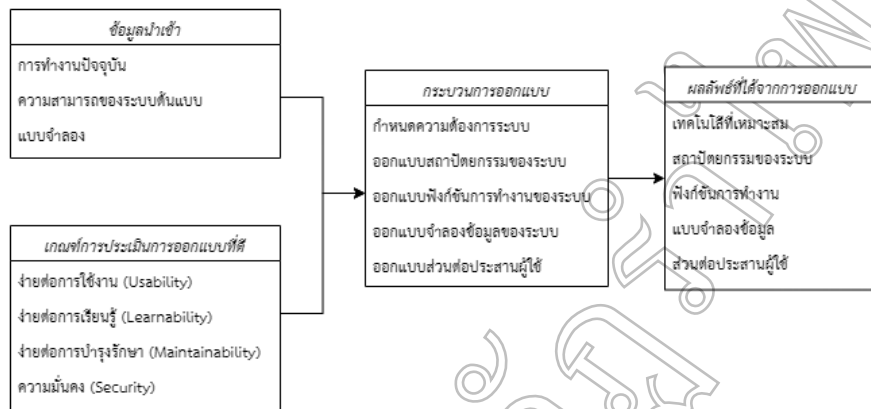 ข้อมูลนำเข้า
การทำงานปัจจุบัน
ความสามารถของระบบต้นแบบ
แบบจำลอง
เกณฑ์การประเมินการออกแบบที่ดี
ง่ายต่อการใช้งาน (Usability)
ง่ายต่อการเรียนรู้ (Learnability)
ง่ายต่อการบำรุงรักษา (Maintainability)
ความมั่นคง (Security)
กระบวนการออกแบบ
กำหนดความต้องการระบบ
ออกแบบสถาปัตยกรรมของระบบ
ออกแบบฟังก์ชันการทำงานของระบบ
ออกแบบจำลองข้อมูลของระบบ
ออกแบบส่วนต่อประสานผู้ใช้
ผลลัพธ์ที่ได้จากการออกแบบ
เทคโนโลีที่เหมาะสม
สถาปัตยกรรมของระบบ
ฟังก์ชันการทำงาน
แบบจำลองข้อมูล
ส่วนต่อประสานผู้ใช้